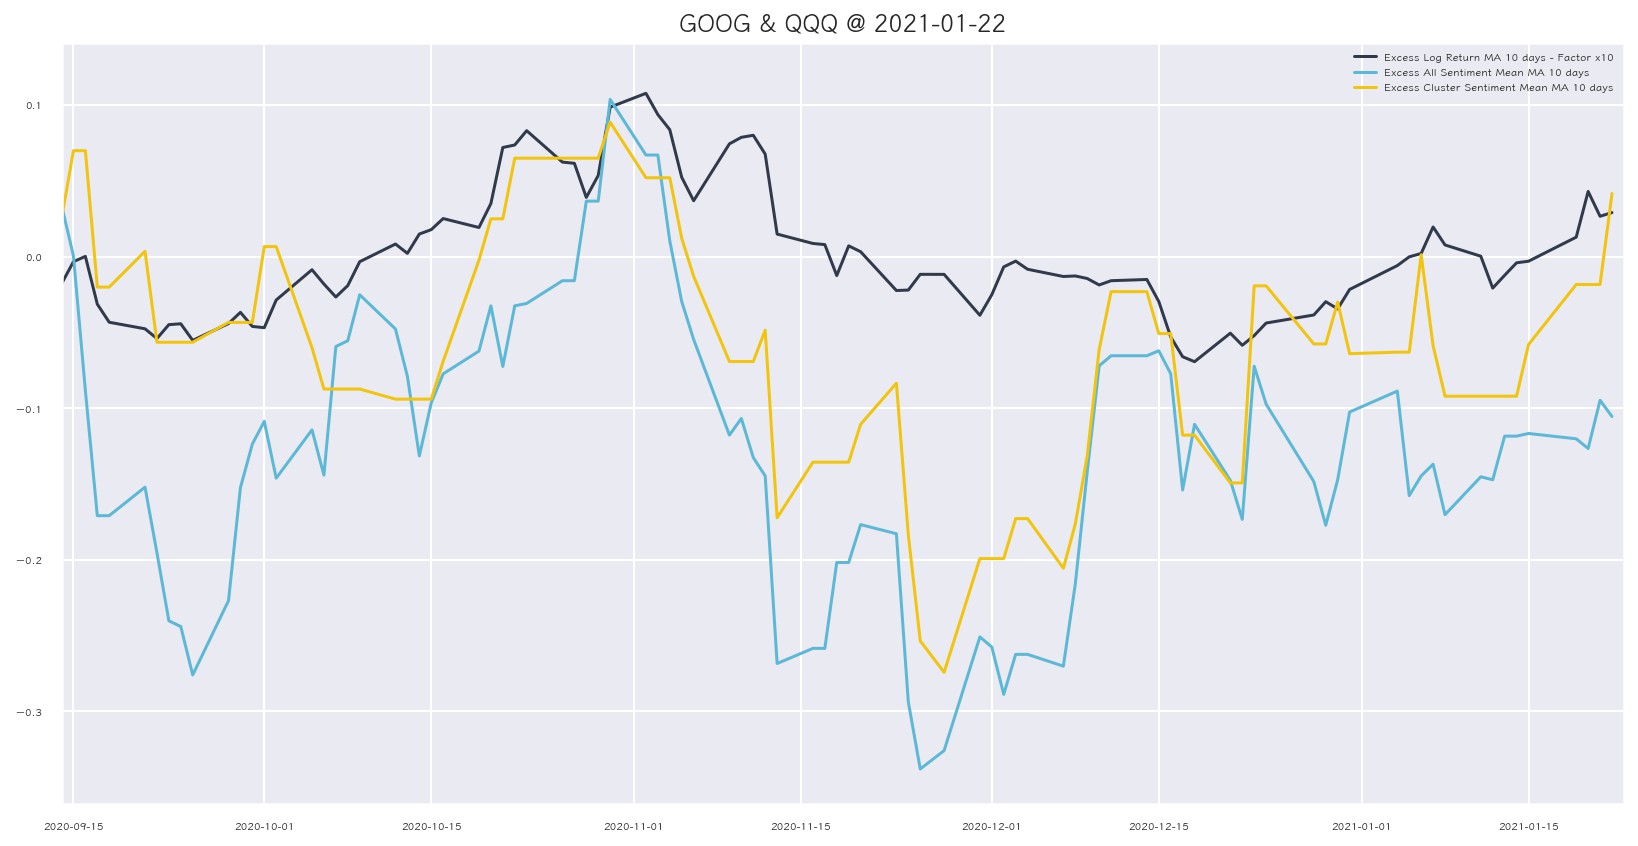 GOOG & QQQ @ 2021-01-22
Excess Log Return MA 10 days - Factor x10
Excess All Sentiment Mean MA 10 days
Excess Cluster Sentiment Mean MA 10 days
0.1
0.0
−0.1
−0.2
−0.3
2020-09-15 2020-10-01 2020-10-15 2020-11-01 2020-11-15 2020-12-01 2020-12-15 2021-01-01 2021-01-15